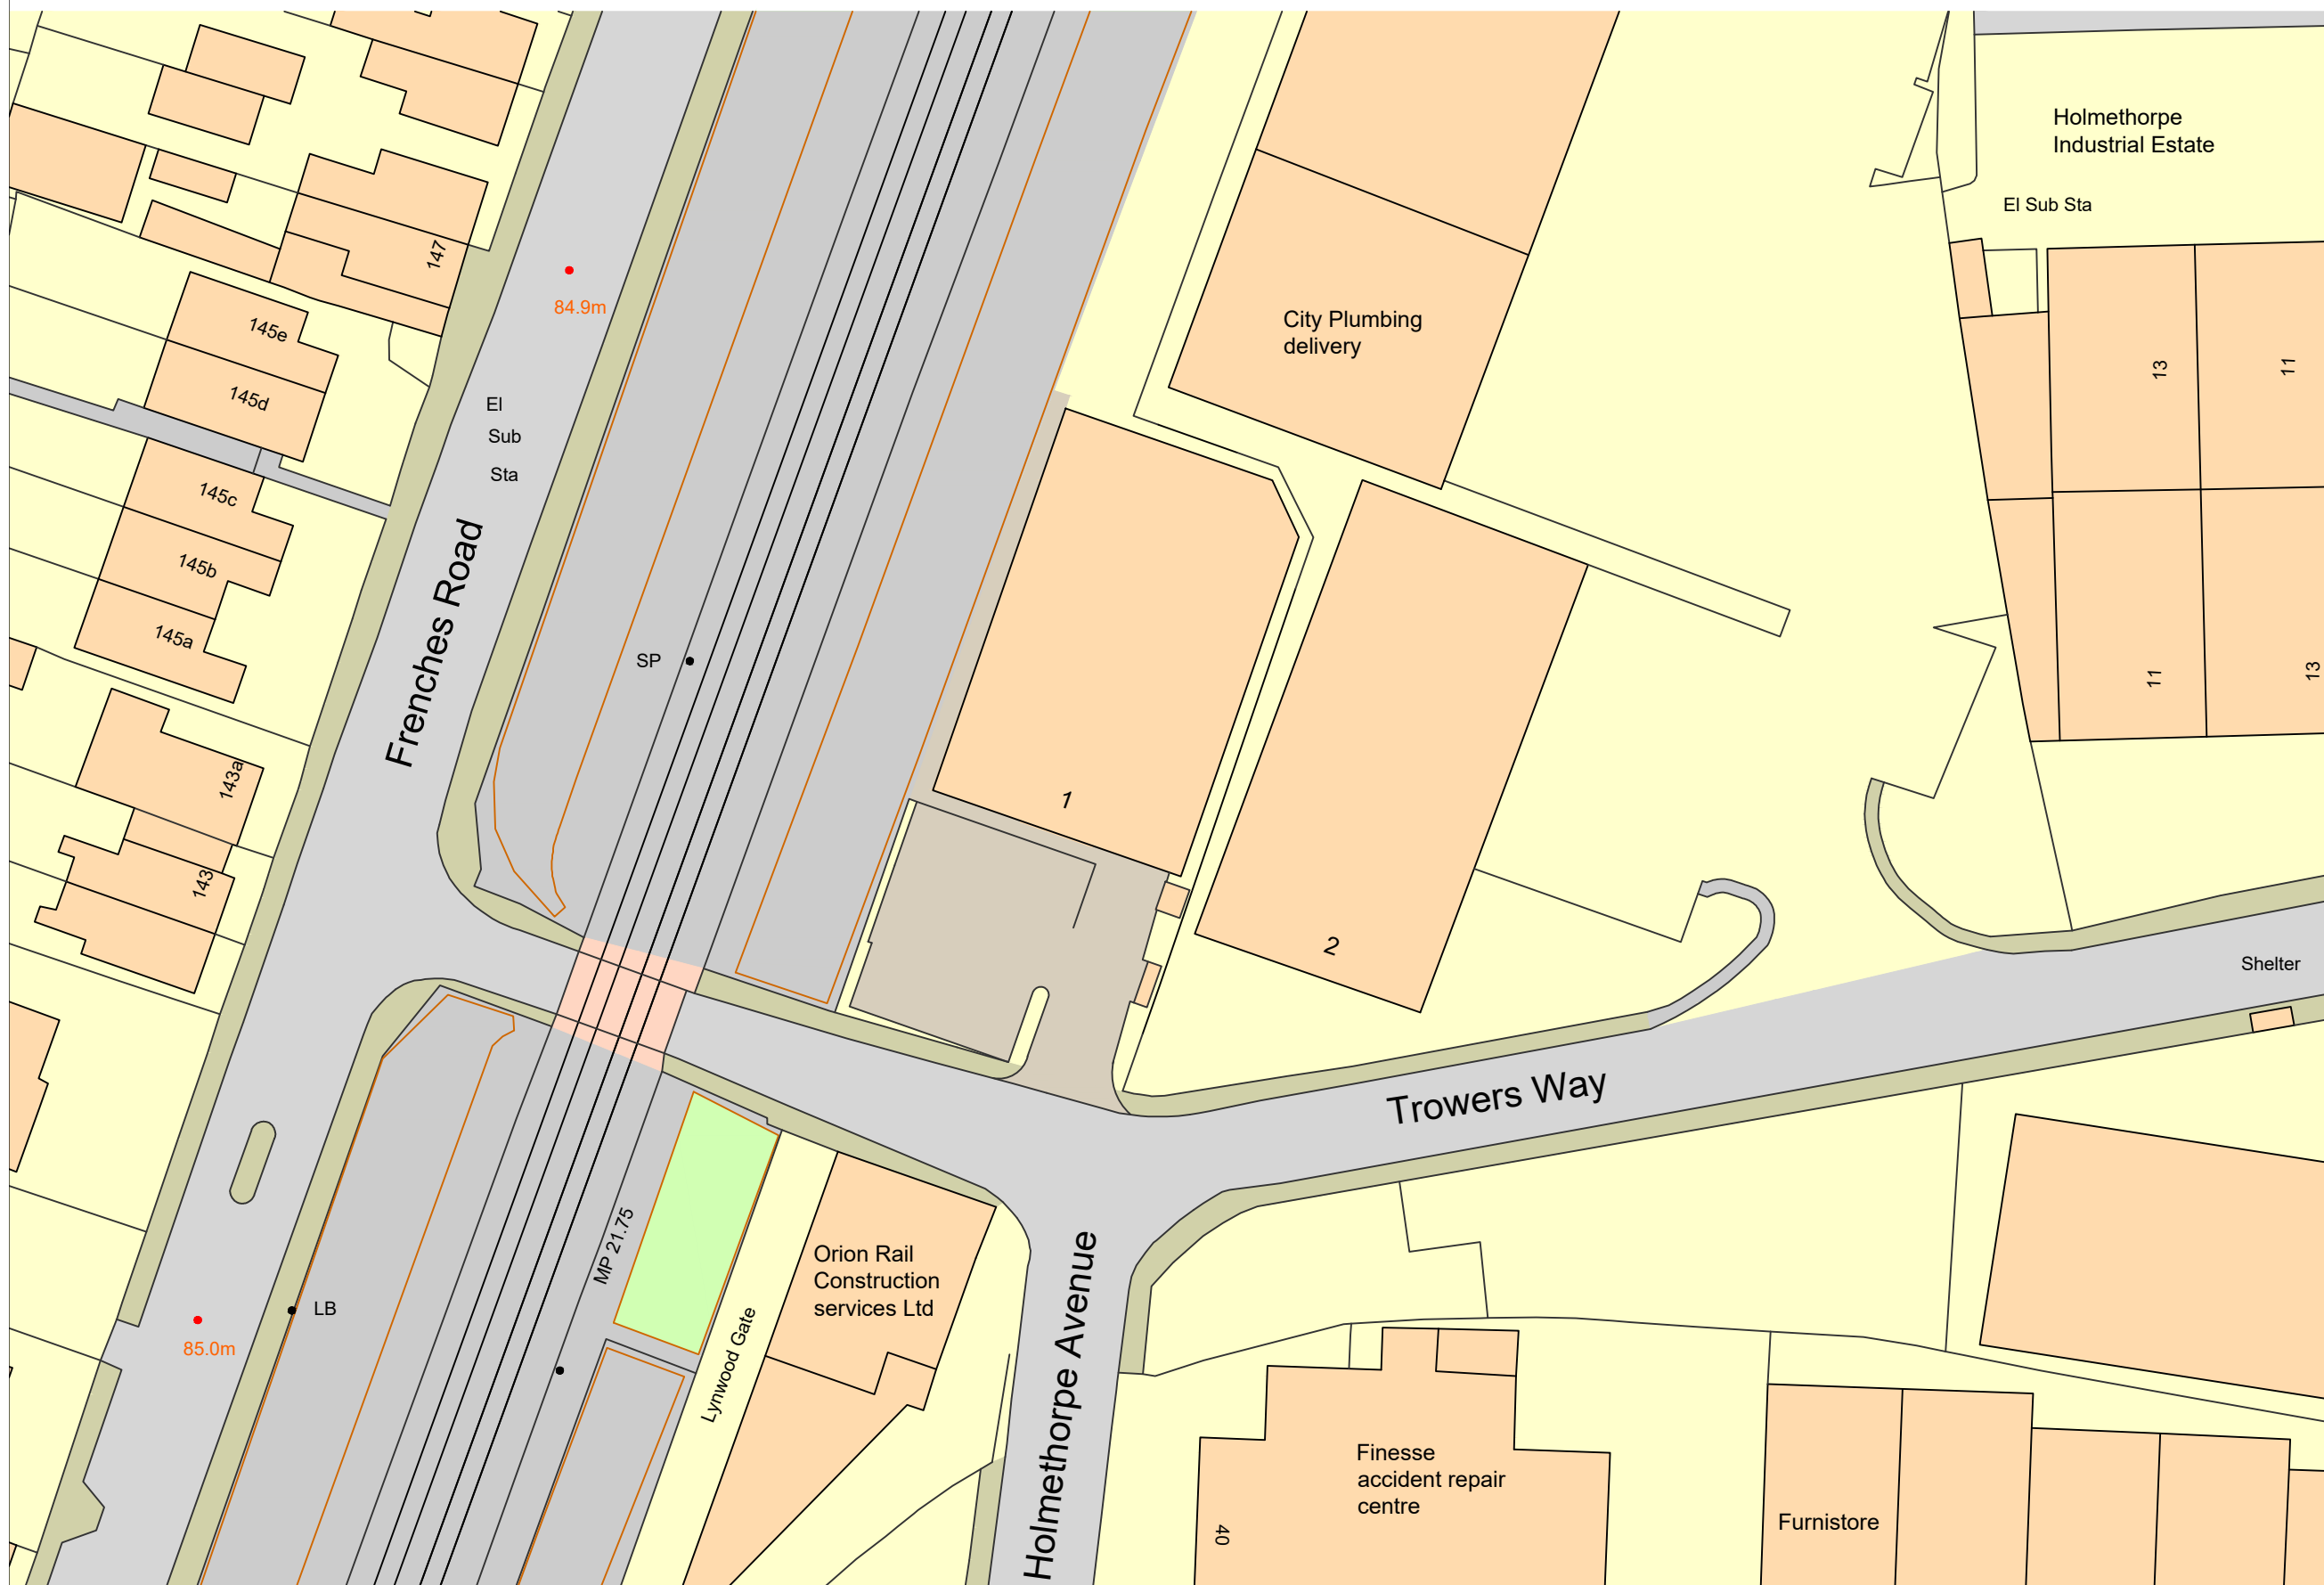 Holmethorpe
Industrial Estate
El Sub Sta
147
84.9m
City Plumbing
delivery
145e
145d
13
11
El
Sub
Sta
145c
145b
145a
Frenches Road
SP
11
13
143a
143
1
2
Shelter
Trowers Way
MP 21.75
Orion Rail
Construction
services Ltd
LB
85.0m
Lynwood Gate
Holmethorpe Avenue
Finesse
accident repair
centre
40
Furnistore